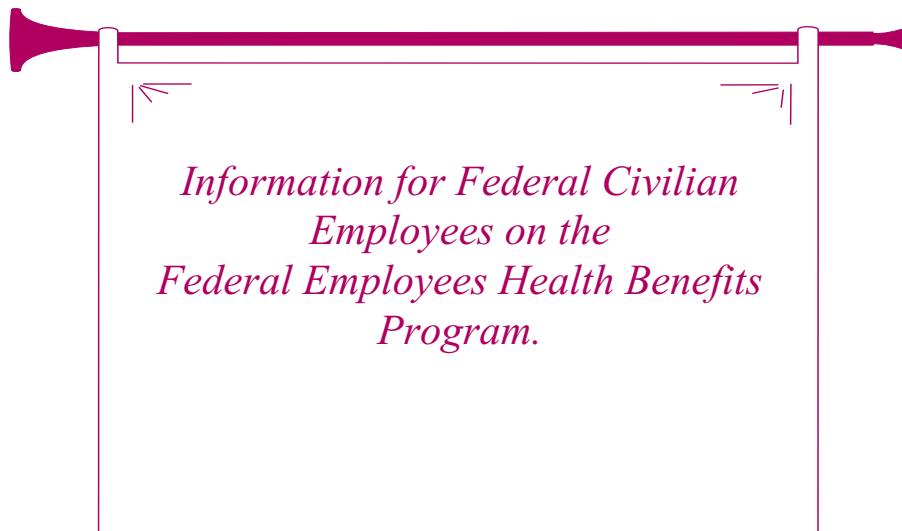 Information for Federal Civilian
Employees on the
Federal Employees Health Benefits
Program.